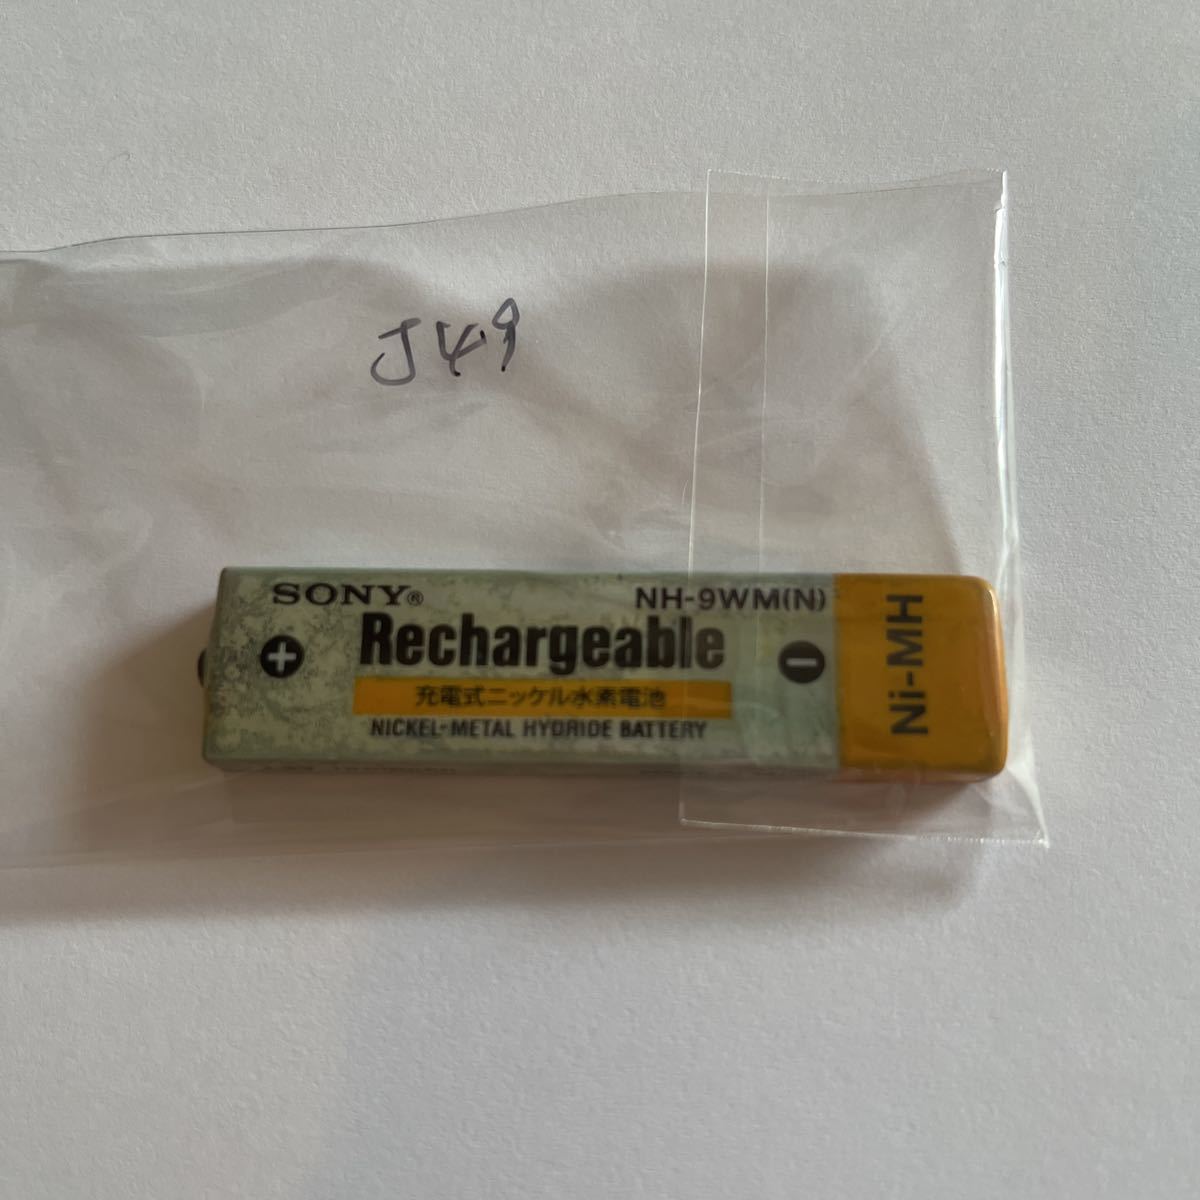 J49
SONY®
NH-9WM(N)
Rechargeable
+
−
充電式ニッケル水素電池
NICKEL-METAL HYDRIDE BATTERY
Ni-MH